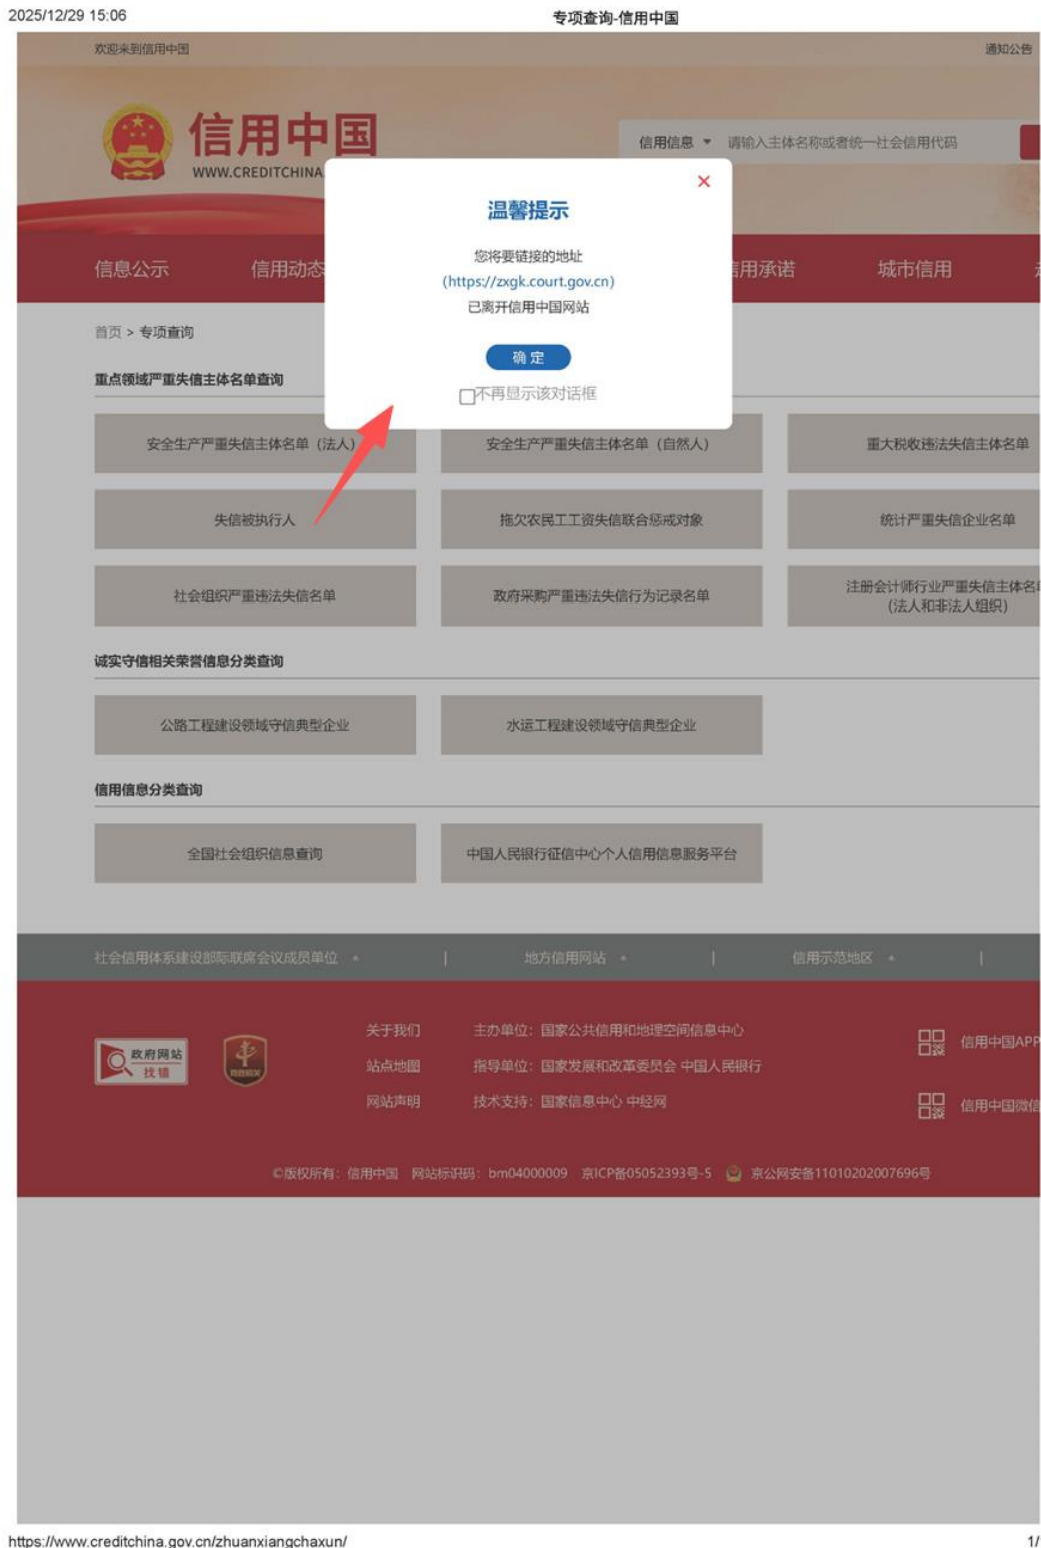 2025/12/29 15:06
专项查询-信用中国
欢迎来到信用中国
通知公告
信用中国
WWW.CREDITCHINA.
信用信息
请输入主体名称或者统一社会信用代码
温馨提示
您将要链接的地址
(https://zxgk.court.gov.cn)
已离开信用中国网站
确定
不再显示该对话框
信息公示
信用动态
信用承诺
城市信用
首页 > 专项查询
重点领域严重失信主体名单查询
安全生产严重失信主体名单（法人）
安全生产严重失信主体名单（自然人）
重大税收违法失信主体名单
失信被执行人
拖欠农民工工资失信联合惩戒对象
统计严重失信企业名单
社会组织严重违法失信名单
政府采购严重违法失信行为记录名单
注册会计师行业严重失信主体名单
（法人和非法人组织）
诚实守信相关荣誉信息分类查询
公路工程建设领域守信典型企业
水运工程建设领域守信典型企业
信用信息分类查询
全国社会组织信息查询
中国人民银行征信中心个人信用信息服务平台
社会信用体系建设部际联席会议成员单位
地方信用网站
信用示范地区
政府网站
找错
党政机关
关于我们
主办单位：国家公共信用和地理空间信息中心
信用中国APP
站点地图
指导单位：国家发展和改革委员会 中国人民银行
网站声明
技术支持：国家信息中心 中经网
信用中国微信
©版权所有：信用中国 网站标识码：bm04000009 京ICP备05052393号-5 京公网安备11010202007696号
https://www.creditchina.gov.cn/zhuanxiangchaxun/
1/